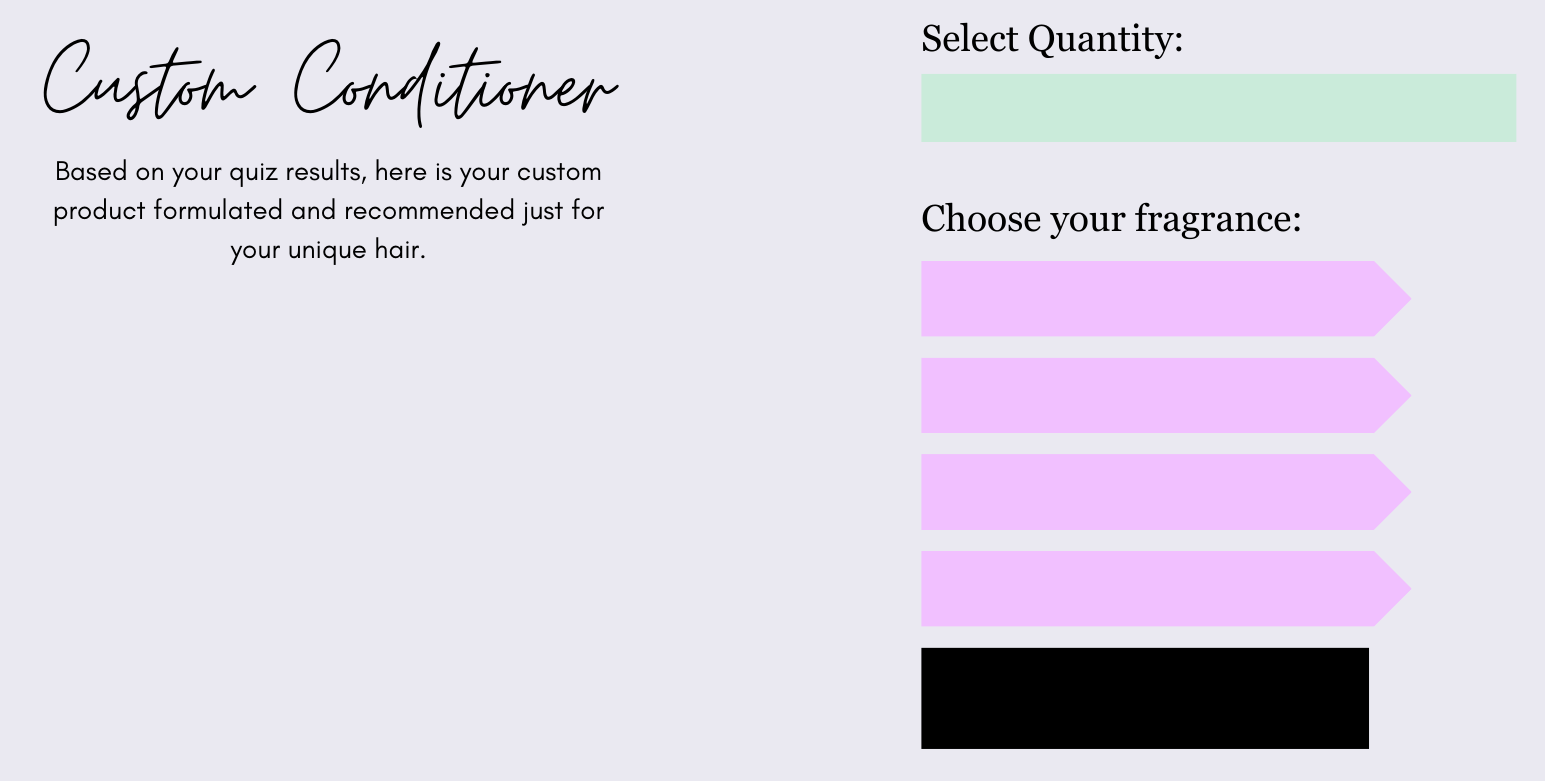 Custom Conditioner
Based on your quiz results, here is your custom
product formulated and recommended just for
your unique hair.
Select Quantity:
Choose your fragrance: